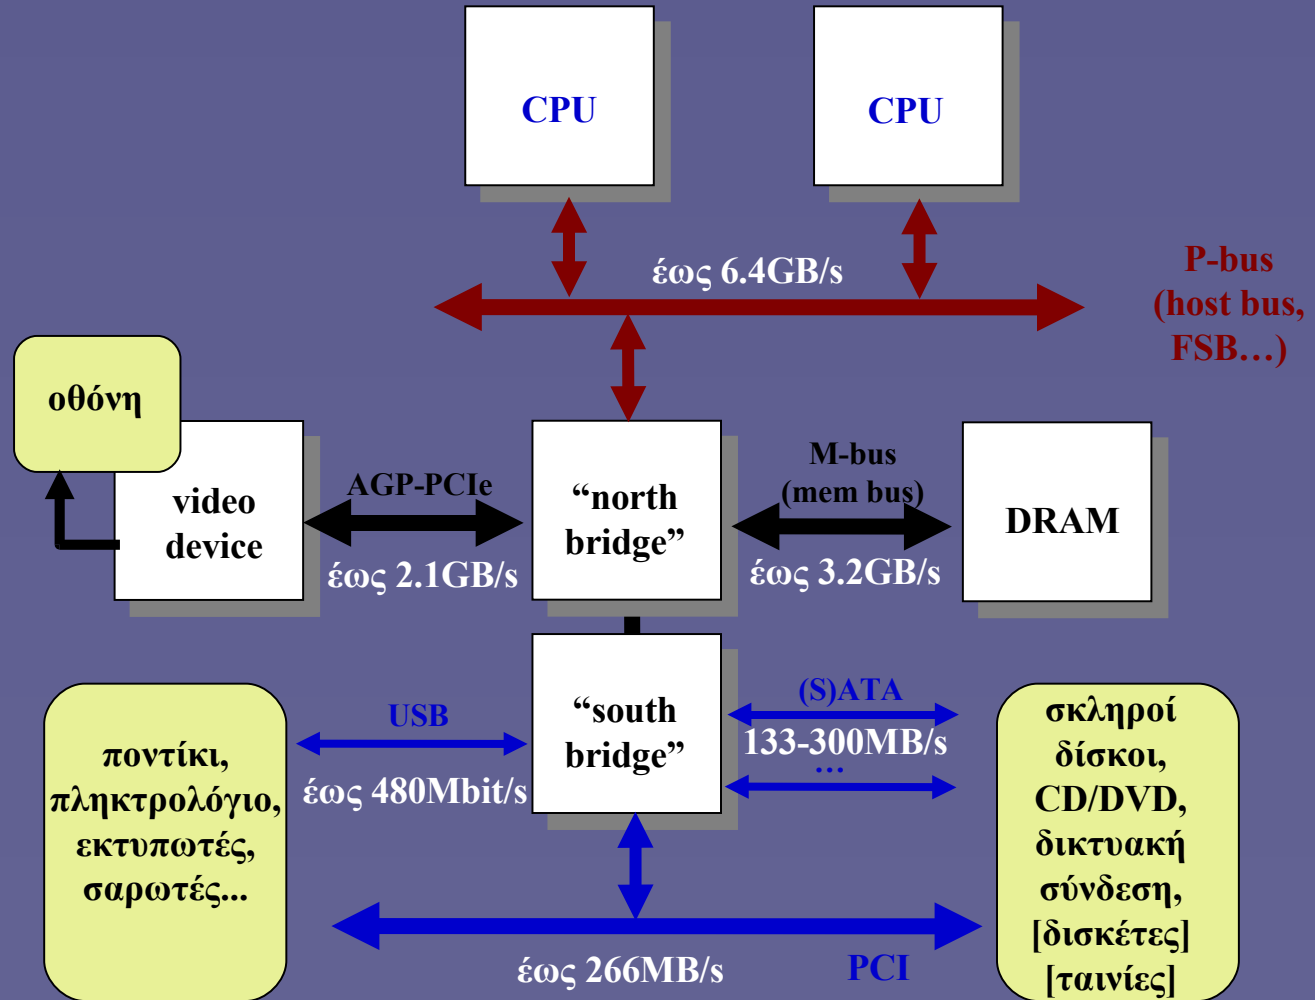 CPU
CPU
έως 6.4GB/s
P-bus
(host bus,
FSB…)
οθόνη
video
device
AGP-PCIe
έως 2.1GB/s
“north
bridge”
M-bus
(mem bus)
έως 3.2GB/s
DRAM
ποντίκι,
πληκτρολόγιο,
εκτυπωτές,
σαρωτές...
USB
έως 480Mbit/s
“south
bridge”
(S)ATA
133-300MB/s
…
σκληροί
δίσκοι,
CD/DVD,
δικτυακή
σύνδεση,
[δισκέτες]
[ταινίες]
έως 266MB/s
PCI